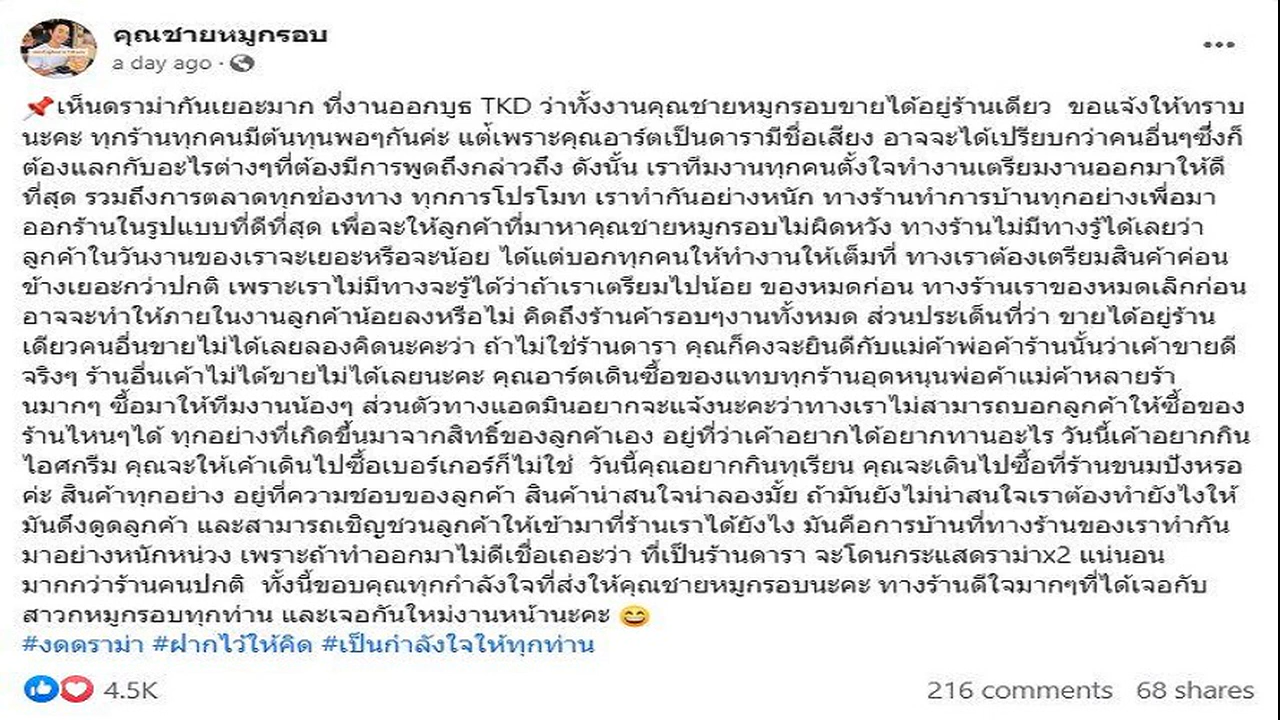 คุณชายหมูกรอบ
a day ago ·
📌เห็นดราม่ากันเยอะมาก ที่งานออกบูธ TKD ว่าทั้งงานคุณชายหมูกรอบขายได้อยู่ร้านเดียว ขอแจ้งให้ทราบ
นะคะ ทุกร้านทุกคนมีต้นทุนพอๆกันค่ะ แต่เพราะคุณอาร์ตเป็นดารามีชื่อเสียง อาจจะได้เปรียบกว่าคนอื่นๆซึ่งก็
ต้องแลกกับอะไรต่างๆที่ต้องมีการพูดถึงกล่าวถึง ดังนั้น เราทีมงานทุกคนตั้งใจทำงานเตรียมงานออกมาให้ดี
ที่สุด รวมถึงการตลาดทุกช่องทาง ทุกการโปรโมท เราทำกันอย่างหนัก ทางร้านทำการบ้านทุกอย่างเพื่อมา
ออกร้านในรูปแบบที่ดีที่สุด เพื่อจะให้ลูกค้าที่มาหาคุณชายหมูกรอบไม่ผิดหวัง ทางร้านไม่มีทางรู้ได้เลยว่า
ลูกค้าในวันงานของเราจะเยอะหรือจะน้อย ได้แต่บอกทุกคนให้ทำงานให้เต็มที่ ทางเราต้องเตรียมสินค้าค่อน
ข้างเยอะกว่าปกติ เพราะเราไม่มีทางจะรู้ได้ว่าถ้าเราเตรียมไปน้อย ของหมดก่อน ทางร้านเราของหมดเลิกก่อน
อาจจะทำให้ภายในงานลูกค้าน้อยลงหรือไม่ คิดถึงร้านค้ารอบๆงานทั้งหมด ส่วนประเด็นที่ว่า ขายได้อยู่ร้าน
เดียวคนอื่นขายไม่ได้เลยลองคิดนะคะว่า ถ้าไม่ใช่ร้านดารา คุณก็คงจะยินดีกับแม่ค้าพ่อค้าร้านนั้นว่าเค้าขายดี
จริงๆ ร้านอื่นเค้าไม่ได้ขายไม่ได้เลยนะคะ คุณอาร์ตเดินซื้อของแทบทุกร้านอุดหนุนพ่อค้าแม่ค้าหลายร้า
นมากๆ ซื้อมาให้ทีมงานน้องๆ ส่วนตัวทางแอดมินอยากจะแจ้งนะคะว่าทางเราไม่สามารถบอกลูกค้าให้ซื้อของ
ร้านไหนๆได้ ทุกอย่างที่เกิดขึ้นมาจากสิทธิ์ของลูกค้าเอง อยู่ที่ว่าเค้าอยากได้อยากทานอะไร วันนี้เค้าอยากกิน
ไอศกรีม คุณจะให้เค้าเดินไปซื้อเบอร์เกอร์ก็ไม่ใช่ วันนี้คุณอยากกินทุเรียน คุณจะเดินไปซื้อที่ร้านขนมปังหรอ
ค่ะ สินค้าทุกอย่าง อยู่ที่ความชอบของลูกค้า สินค้าน่าสนใจน่าลองมั้ย ถ้ามันยังไม่น่าสนใจเราต้องทำยังไงให้
มันดึงดูดลูกค้า และสามารถเชิญชวนลูกค้าให้เข้ามาที่ร้านเราได้ยังไง มันคือการบ้านที่ทางร้านของเราทำกัน
มาอย่างหนักหน่วง เพราะถ้าทำออกมาไม่ดีเชื่อเถอะว่า ที่เป็นร้านดารา จะโดนกระแสดราม่าx2 แน่นอน
มากกว่าร้านคนปกติ ทั้งนี้ขอบคุณทุกกำลังใจที่ส่งให้คุณชายหมูกรอบนะคะ ทางร้านดีใจมากๆที่ได้เจอกับ
สาวกหมูกรอบทุกท่าน และเจอกันใหม่งานหน้านะคะ 😄
#งดดราม่า #ฝากไว้ให้คิด #เป็นกำลังใจให้ทุกท่าน
4.5K 216 comments 68 shares